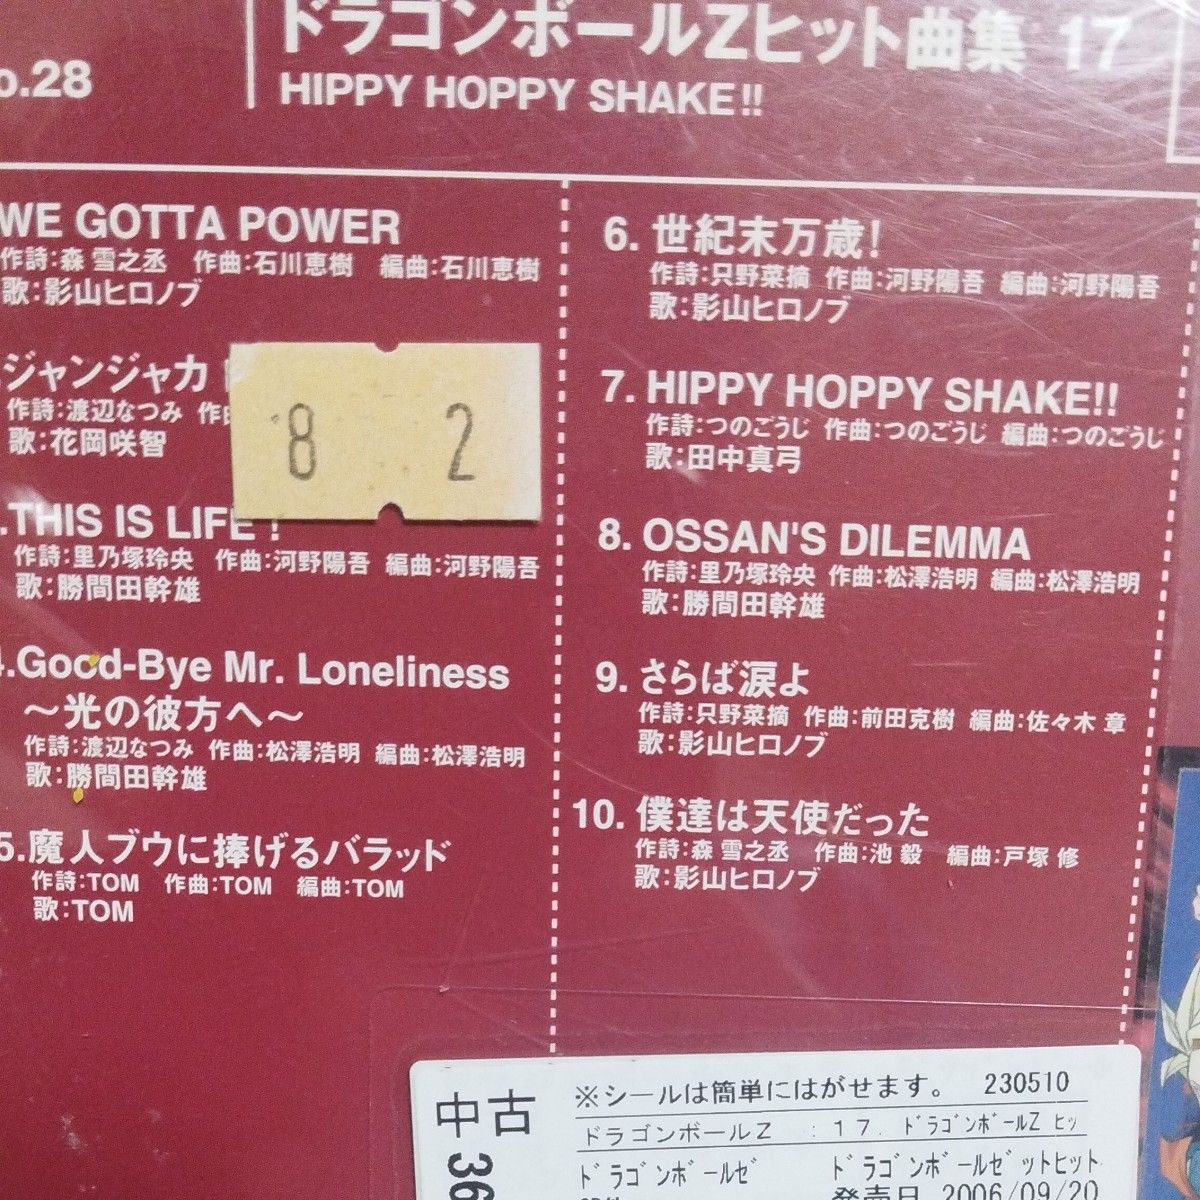 o.28
ドラゴンボールZヒット曲集 17
HIPPY HOPPY SHAKE!!
WE GOTTA POWER
作詩:森 雪之丞 作曲:石川恵樹 編曲:石川恵樹
歌:影山ヒロノブ
.ジャンジャカ
作詩:渡辺なつみ 作曲
歌:花岡咲智
8 2
.THIS IS LIFE !
作詩:里乃塚玲央 作曲:河野陽吾 編曲:河野陽吾
歌:勝間田幹雄
4.Good-Bye Mr. Loneliness
〜光の彼方へ〜
作詩:渡辺なつみ 作曲:松澤浩明 編曲:松澤浩明
歌:勝間田幹雄
5.魔人ブウに捧げるバラッド
作詩:TOM 作曲:TOM 編曲:TOM
歌:TOM
6. 世紀末万歳!
作詩:只野菜摘 作曲:河野陽吾 編曲:河野陽吾
歌:影山ヒロノブ
7. HIPPY HOPPY SHAKE!!
作詩:つのごうじ 作曲:つのごうじ 編曲:つのごうじ
歌:田中真弓
8. OSSAN'S DILEMMA
作詩:里乃塚玲央 作曲:松澤浩明 編曲:松澤浩明
歌:勝間田幹雄
9. さらば涙よ
作詩:只野菜摘 作曲:前田克樹 編曲:佐々木 章
歌:影山ヒロノブ
10. 僕達は天使だった
作詩:森 雪之丞 作曲:池 毅 編曲:戸塚 修
歌:影山ヒロノブ
中古
36
※シールは簡単にはがせます。 230510
ドラゴンボールZ :17. ドラゴンボールZ ヒッ
ドラゴンボールゼ ドラゴンボールゼットヒット
発売日 2006/09/20